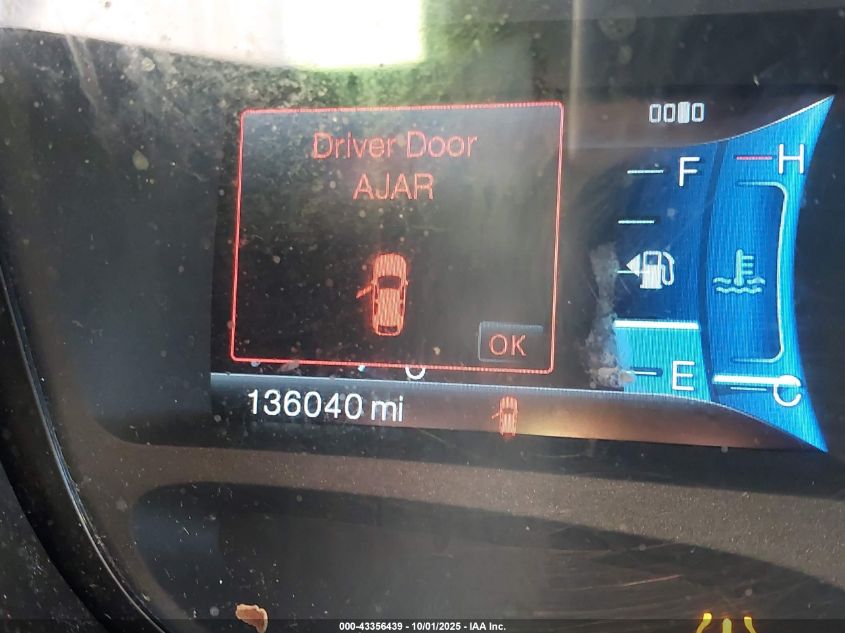 Driver Door
AJAR
OK
F
H
E
C
136040 mi
000-43356439 - 10/01/2025 - IAA Inc.